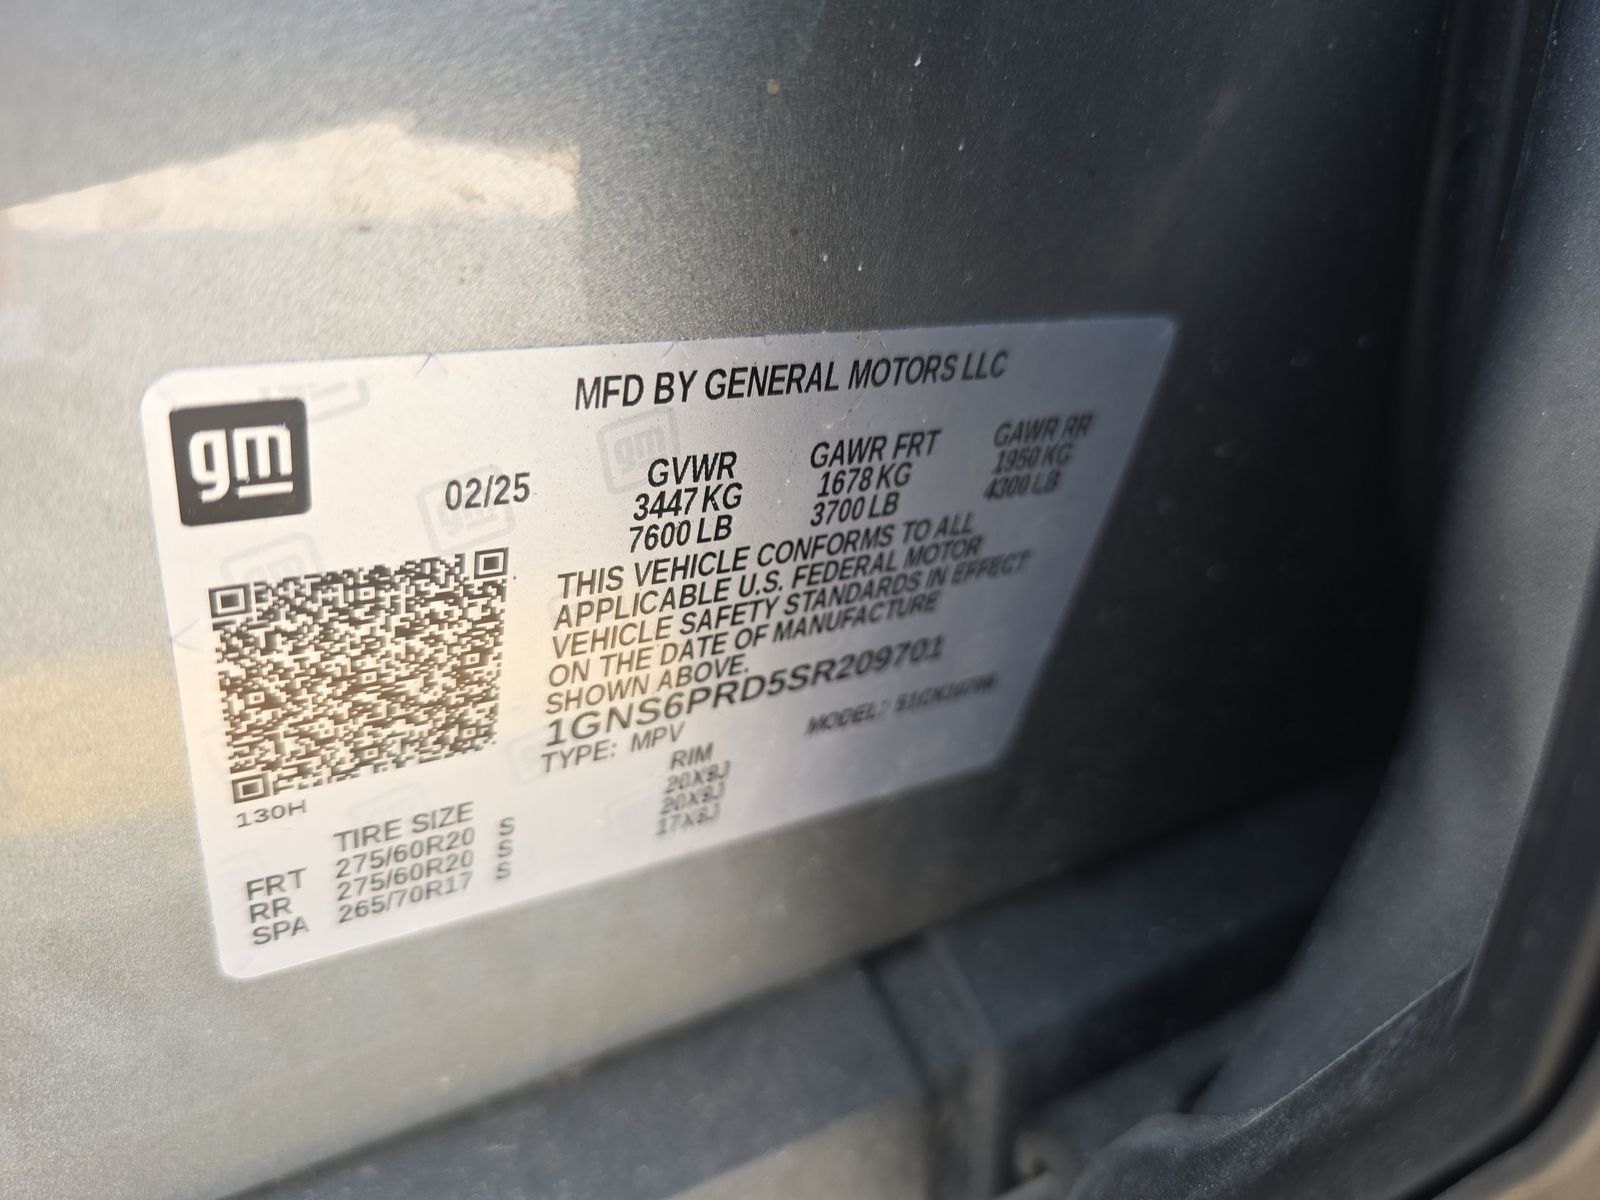 MFD BY GENERAL MOTORS LLC
gm
02/25
GVWR
3447 KG
7600 LB
GAWR FRT
1678 KG
3700 LB
GAWR RR
1950 KG
4300 LB
THIS VEHICLE CONFORMS TO ALL
APPLICABLE U.S. FEDERAL MOTOR
VEHICLE SAFETY STANDARDS IN EFFECT
ON THE DATE OF MANUFACTURE
SHOWN ABOVE.
1GNS6PRD5SR209701
TYPE: MPV MODEL:
130H
TIRE SIZE RIM
FRT 275/60R20 S 20X9J
RR 275/60R20 S 20X9J
SPA 265/70R17 S